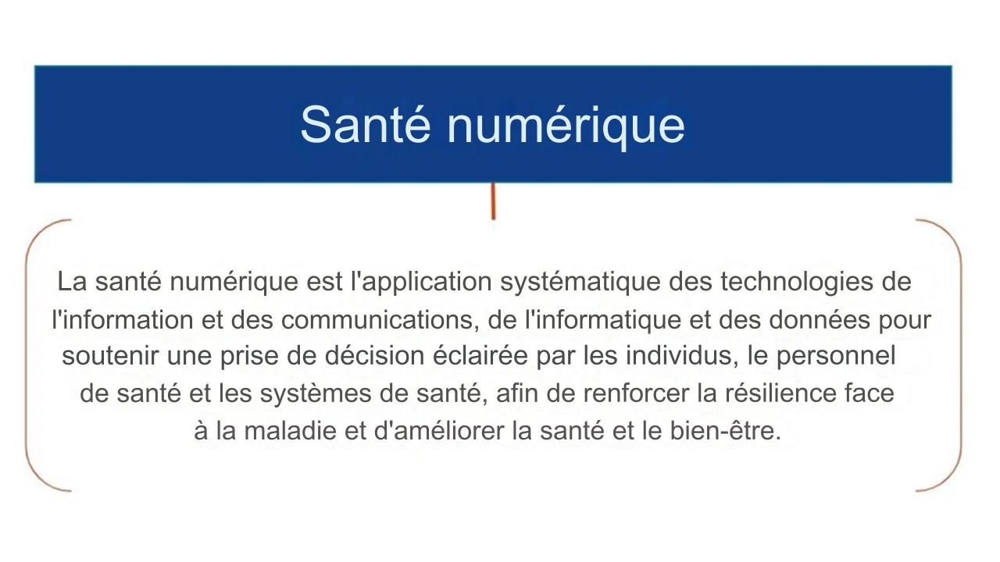 Santé numérique
La santé numérique est l'application systématique des technologies de
l'information et des communications, de l'informatique et des données pour
soutenir une prise de décision éclairée par les individus, le personnel
de santé et les systèmes de santé, afin de renforcer la résilience face
à la maladie et d'améliorer la santé et le bien-être.